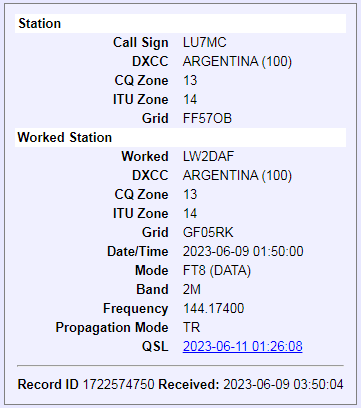 Station
Call Sign LU7MC
DXCC ARGENTINA (100)
CQ Zone 13
ITU Zone 14
Grid FF57OB
Worked Station
Worked LW2DAF
DXCC ARGENTINA (100)
CQ Zone 13
ITU Zone 14
Grid GF05RK
Date/Time 2023-06-09 01:50:00
Mode FT8 (DATA)
Band 2M
Frequency 144.17400
Propagation Mode TR
QSL 2023-06-11 01:26:08
Record ID 1722574750 Received: 2023-06-09 03:50:04